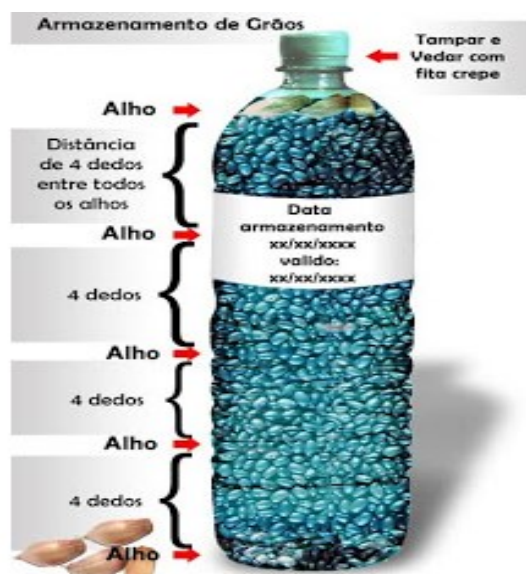 Armazenamento de Grãos
Tampar e
Vedar com
fita crepe
Alho
Distância
de 4 dedos
entre todos
os alhos
Data
armazenamento
xx/xx/xxxx
valido:
xx/xx/xxxx
Alho
4 dedos
Alho
4 dedos
Alho
4 dedos
Alho